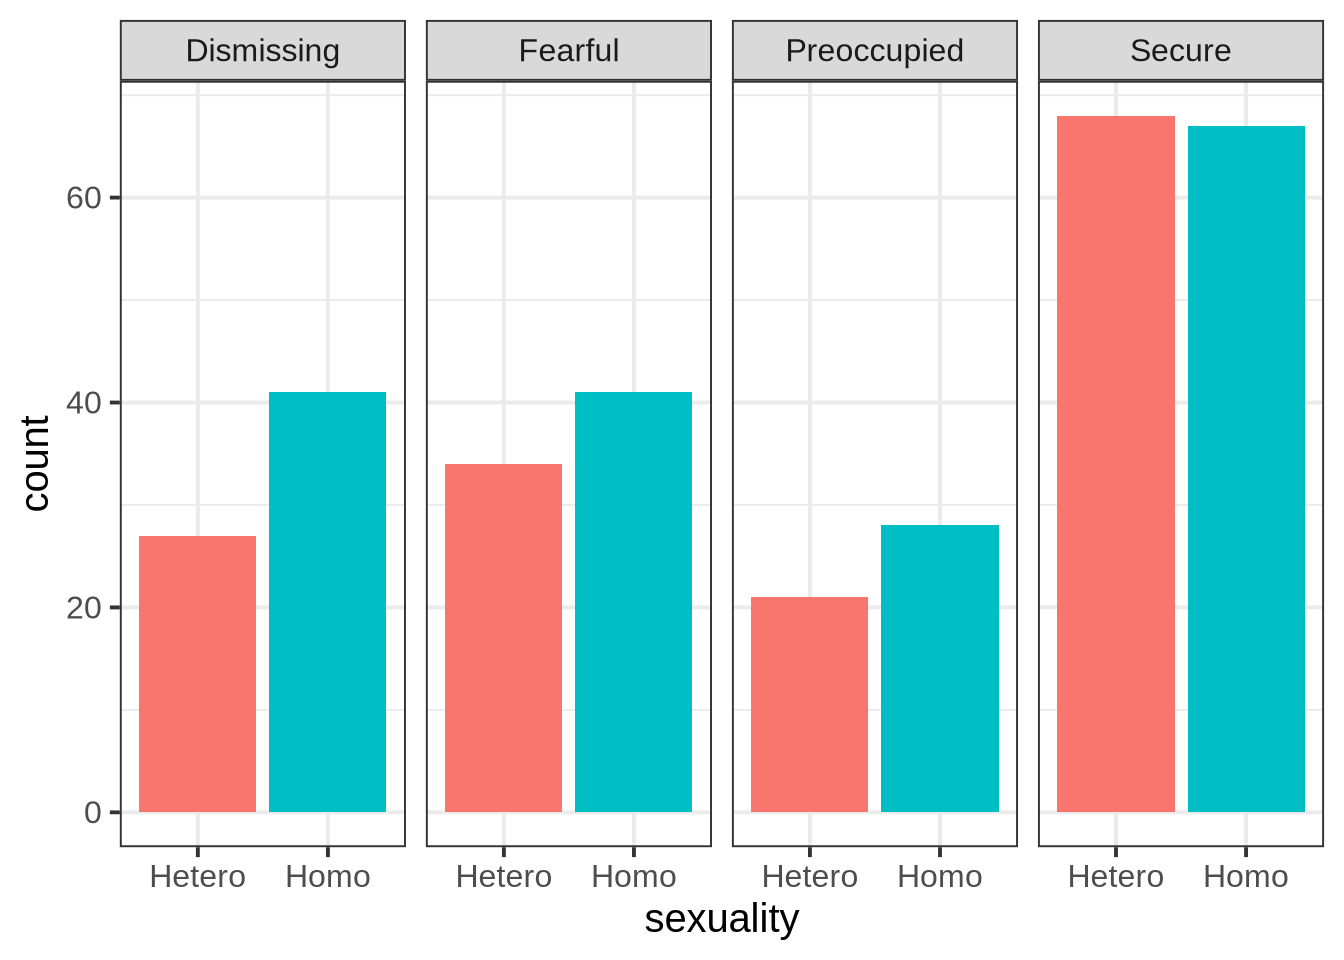 Dismissing Fearful Preoccupied Secure
60
40
20
0
count
Hetero Homo Hetero Homo Hetero Homo Hetero Homo
sexuality